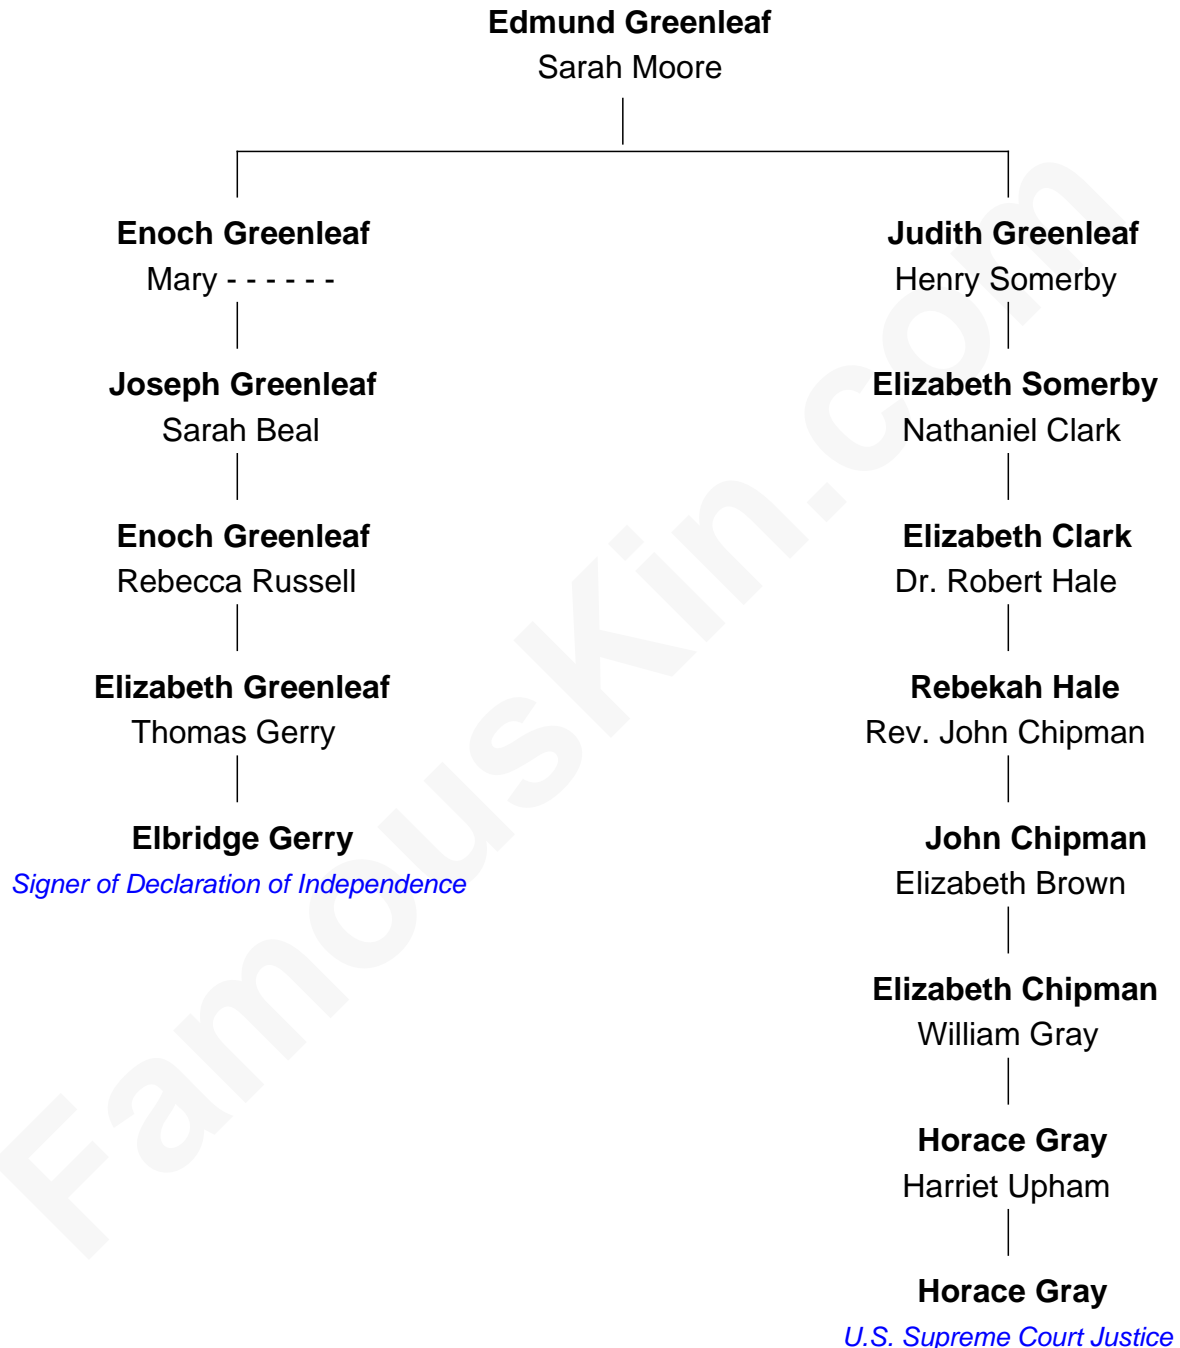 Edmund Greenleaf
Sarah Moore
Enoch Greenleaf
Mary - - - - - -
Joseph Greenleaf
Sarah Beal
Enoch Greenleaf
Rebecca Russell
Elizabeth Greenleaf
Thomas Gerry
Elbridge Gerry
Signer of Declaration of Independence
Judith Greenleaf
Henry Somerby
Elizabeth Somerby
Nathaniel Clark
Elizabeth Clark
Dr. Robert Hale
Rebekah Hale
Rev. John Chipman
John Chipman
Elizabeth Brown
Elizabeth Chipman
William Gray
Horace Gray
Harriet Upham
Horace Gray
U.S. Supreme Court Justice
FamousKin.com